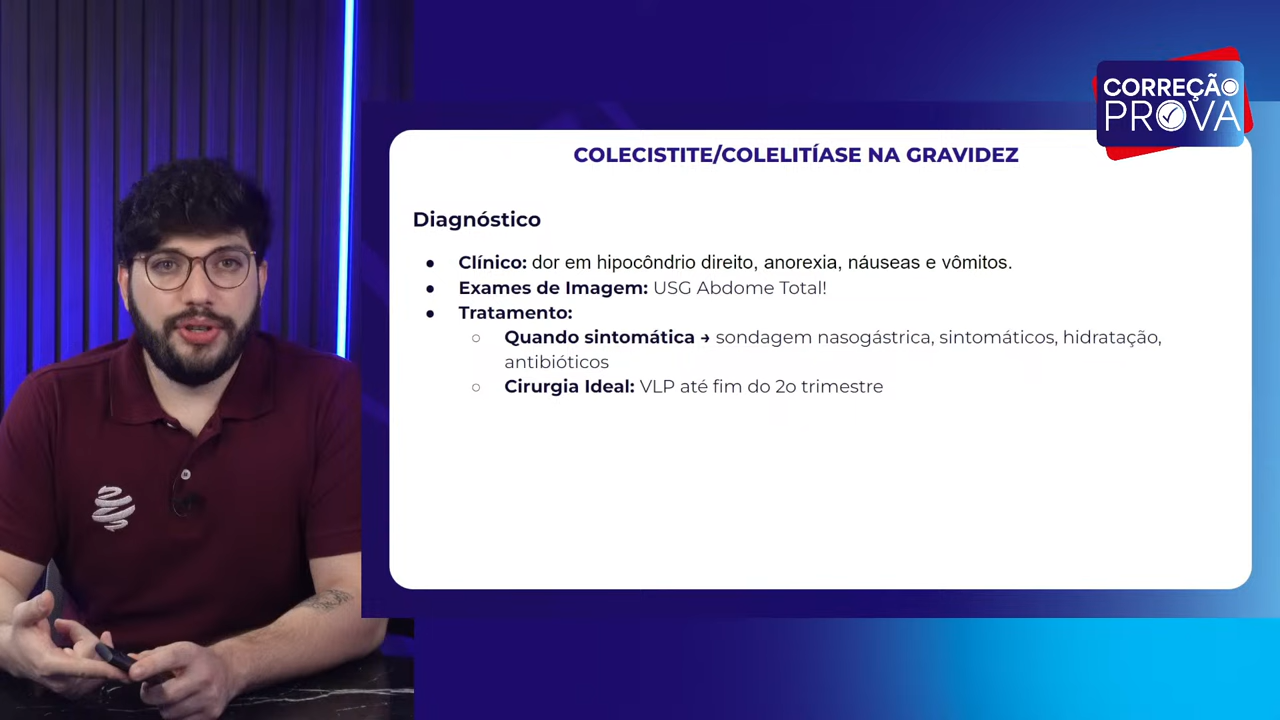 CORREÇÃO
PROVA
COLECISTITE/COLELITÍASE NA GRAVIDEZ
Diagnóstico
● Clínico: dor em hipocôndrio direito, anorexia, náuseas e vômitos.
● Exames de Imagem: USG Abdome Total!
● Tratamento:
○ Quando sintomática → sondagem nasogástrica, sintomáticos, hidratação,
antibióticos
○ Cirurgia Ideal: VLP até fim do 2o trimestre